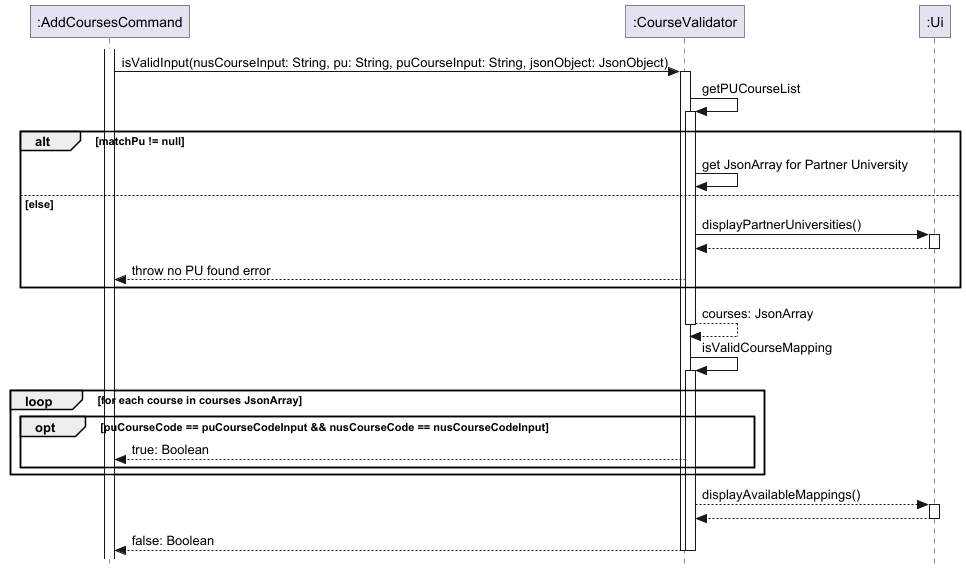 :AddCoursesCommand
:CourseValidator
:Ui
isValidInput(nusCourseInput: String, pu: String, puCourseInput: String, jsonObject: JsonObject)
getPUCourseList
alt
[matchPu != null]
get JsonArray for Partner University
[else]
displayPartnerUniversities()
throw no PU found error
courses: JsonArray
isValidCourseMapping
loop
[for each course in courses JsonArray]
opt
[puCourseCode == puCourseCodeInput && nusCourseCode == nusCourseCodeInput]
true: Boolean
displayAvailableMappings()
false: Boolean